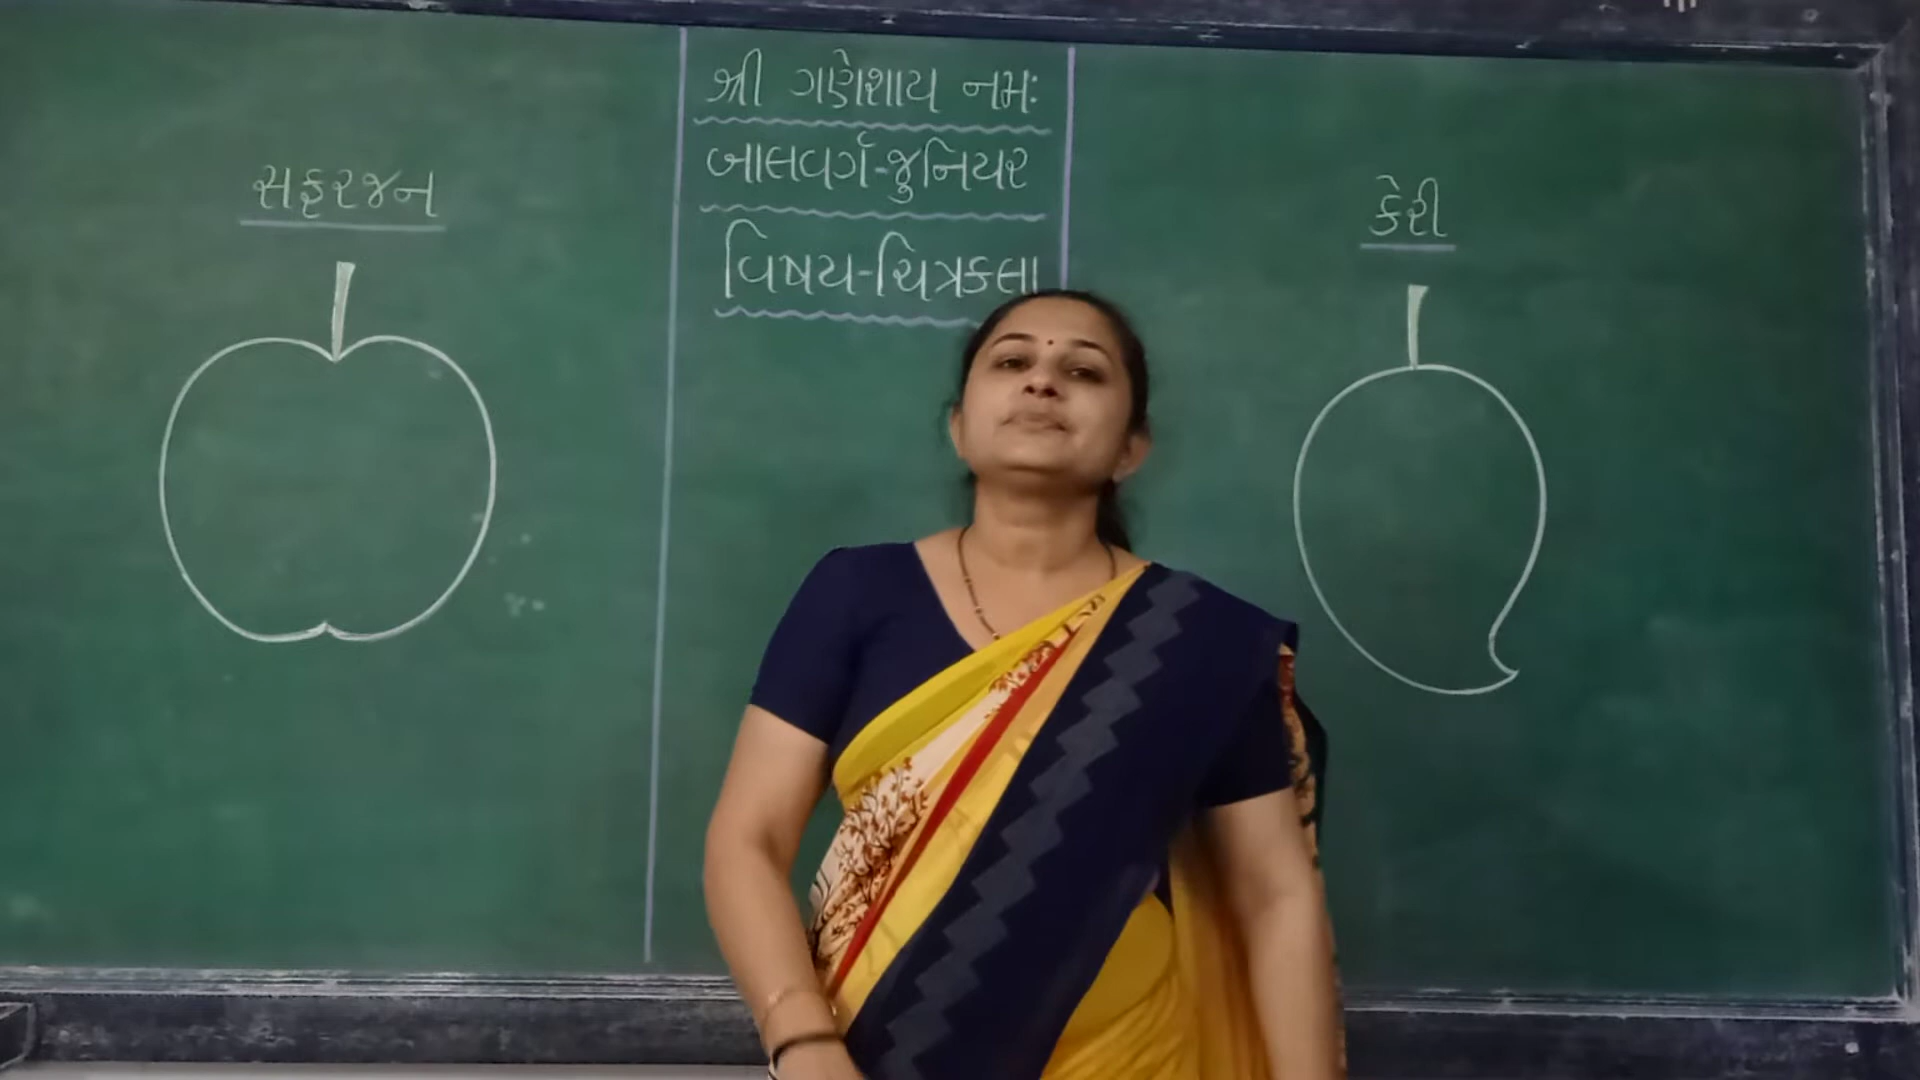 શ્રી ગણેશાય નમઃ
બાલવર્ગ-જુનિયર
વિષય-ચિત્રકલા
સફરજન
કેરી